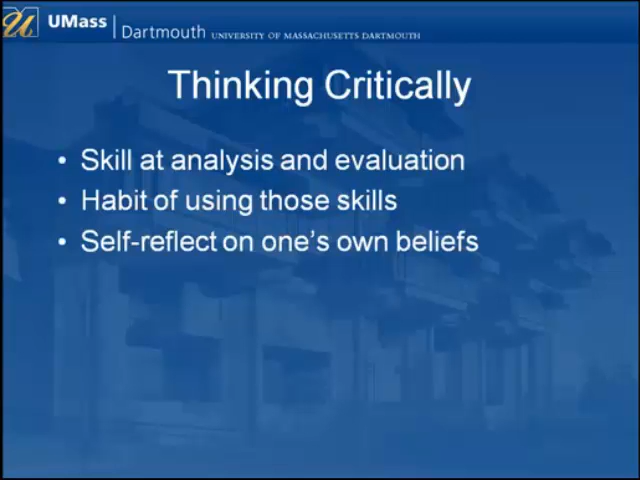 UMass Dartmouth UNIVERSITY OF MASSACHUSETTS DARTMOUTH
Thinking Critically
• Skill at analysis and evaluation
• Habit of using those skills
• Self-reflect on one's own beliefs